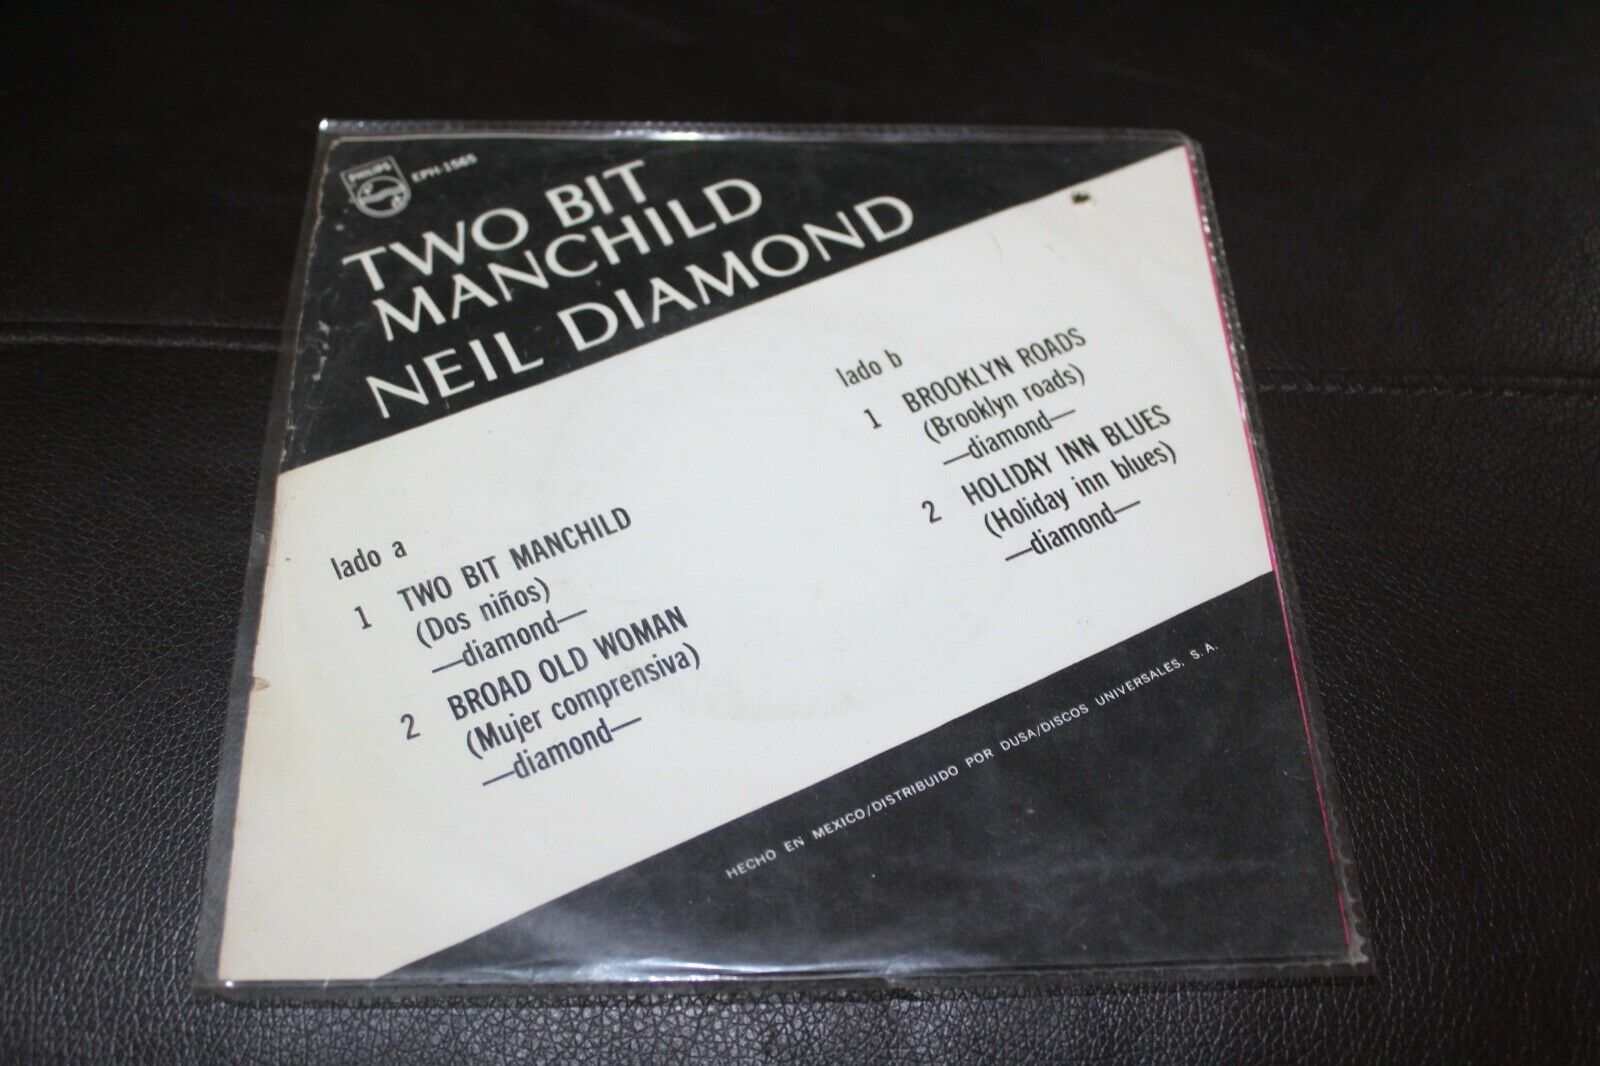 PHILIPS
EPH-1565
TWO BIT
MANCHILD
NEIL DIAMOND
lado a
1 TWO BIT MANCHILD
(Dos niños)
—diamond—
2 BROAD OLD WOMAN
(Mujer comprensiva)
—diamond—
lado b
1 BROOKLYN ROADS
(Brooklyn roads)
—diamond—
2 HOLIDAY INN BLUES
(Holiday inn blues)
—diamond—
HECHO EN MEXICO/DISTRIBUIDO POR DUSA/DISCOS UNIVERSALES, S.A.